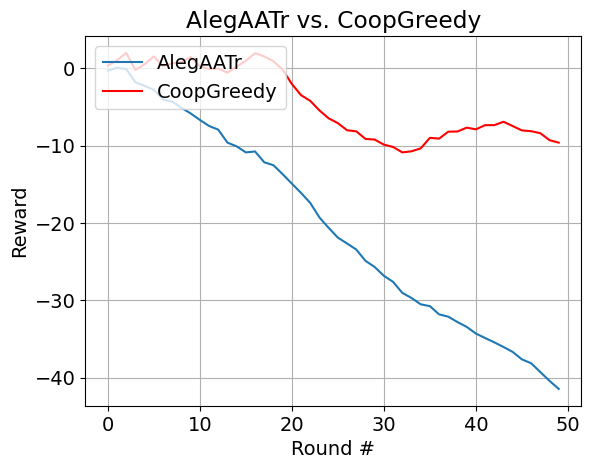 AlegAATr vs. CoopGreedy
AlegAATr
CoopGreedy
Reward
0
−10
−20
−30
−40
0 10 20 30 40 50
Round #